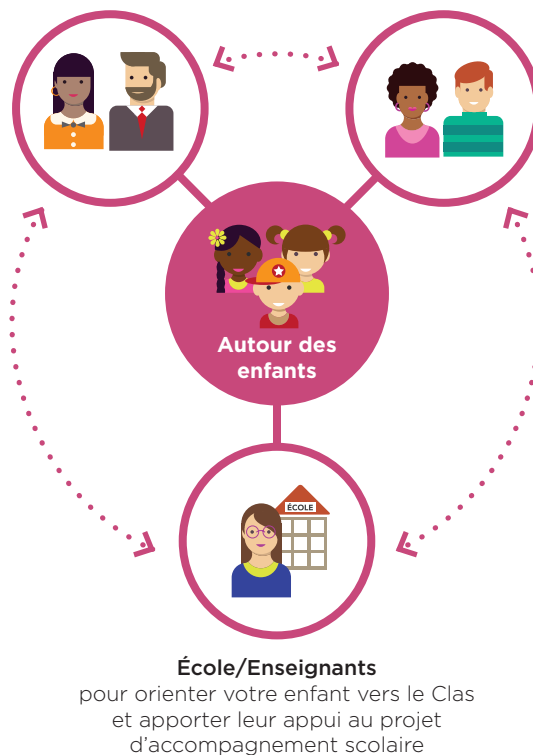 Autour des
enfants
ÉCOLE
École/Enseignants
pour orienter votre enfant vers le Clas
et apporter leur appui au projet
d’accompagnement scolaire